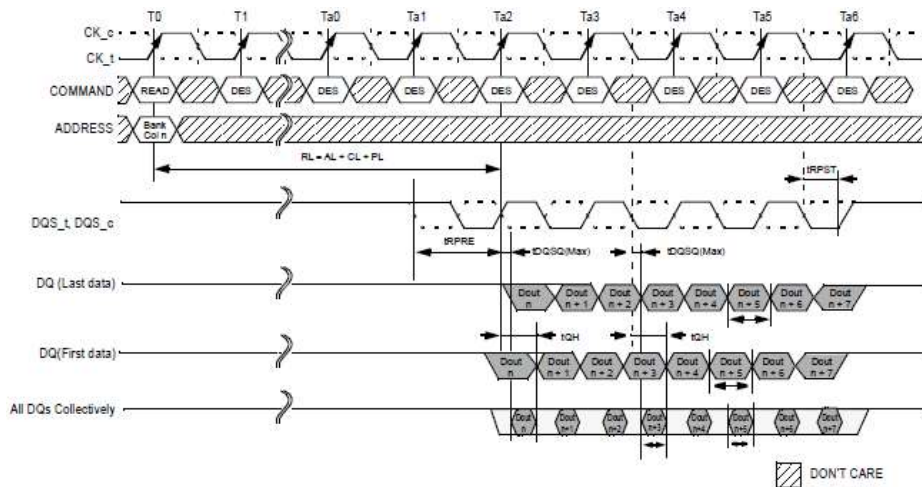 T0 T1 Ta0 Ta1 Ta2 Ta3 Ta4 Ta5 Ta6
CK_c
CK_t
COMMAND READ DES DES DES DES DES DES DES DES
ADDRESS Bank Col n
RL = AL + CL + PL
tRPST
DQS_t, DQS_c
tRPRE tDQSQ(Max) tDQSQ(Max)
DQ (Last data) Dout n Dout n + 1 Dout n + 2 Dout n + 3 Dout n + 4 Dout n + 5 Dout n + 6 Dout n + 7
tQH tQH
DQ(First data) Dout n Dout n + 1 Dout n + 2 Dout n + 3 Dout n + 4 Dout n + 5 Dout n + 6 Dout n + 7
All DQs Collectively Dout n Dout n+1 Dout n+2 Dout n+3 Dout n+4 Dout n+5 Dout n+6 Dout n+7
DON'T CARE